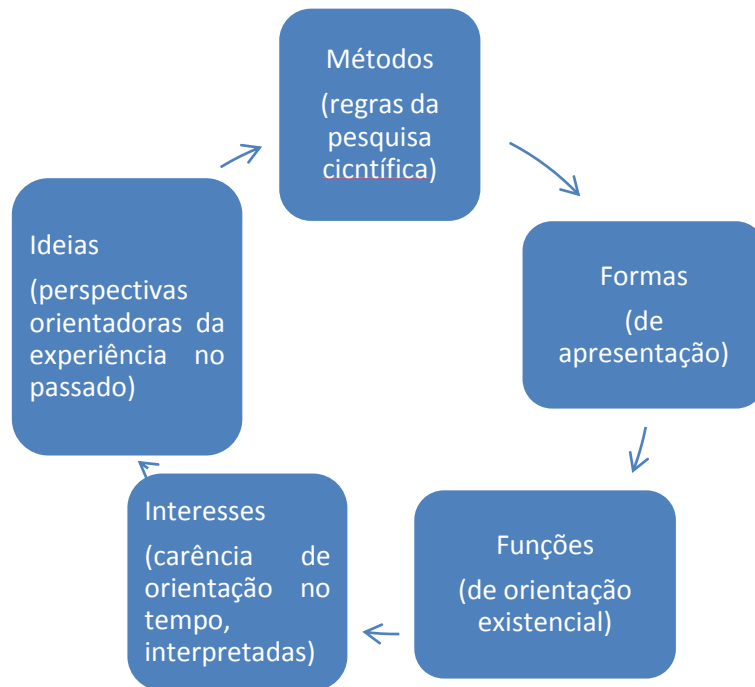 Métodos
(regras da
pesquisa
cicntífica)
Formas
(de
apresentação)
Funções
(de orientação
existencial)
Interesses
(carência de
orientação no
tempo,
interpretadas)
Ideias
(perspectivas
orientadoras da
experiência no
passado)